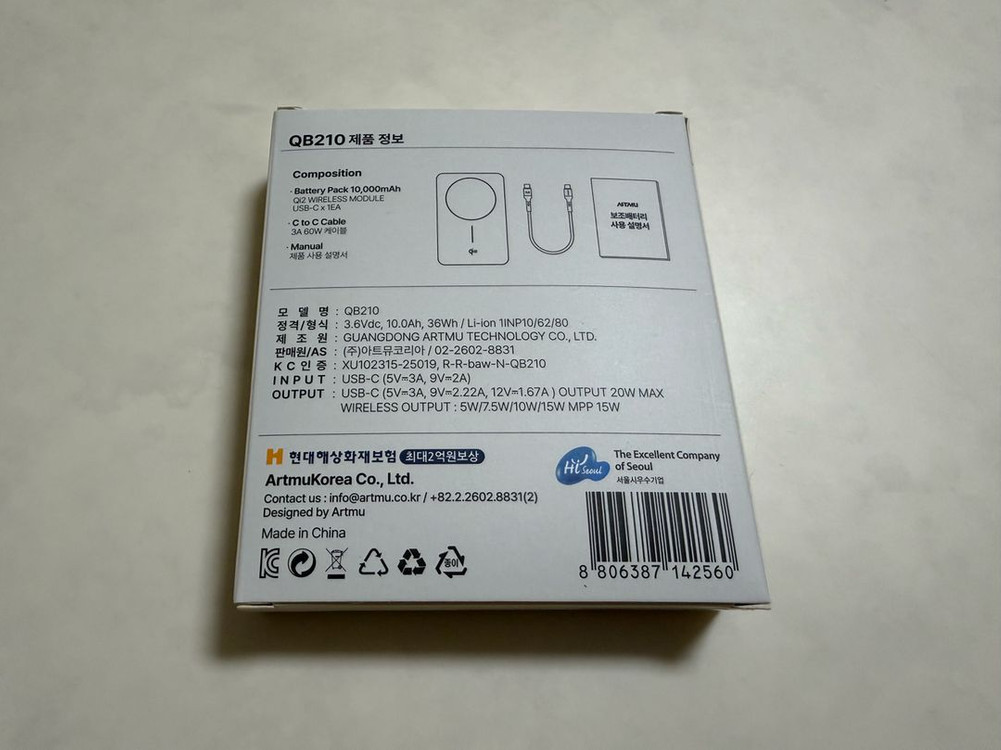 QB210 제품 정보
Composition
· Battery Pack 10,000mAh
Qi2 WIRELESS MODULE
USB-C x 1EA
· C to C Cable
3A 60W 케이블
· Manual
제품 사용 설명서
ARTMU
보조배터리
사용 설명서
모 델 명 : QB210
정격/형식 : 3.6Vdc, 10.0Ah, 36Wh / Li-ion 1INP10/62/80
제 조 원 : GUANGDONG ARTMU TECHNOLOGY CO., LTD.
판매원/AS : (주)아트뮤코리아 / 02-2602-8831
K C 인 증 : XU102315-25019, R-R-baw-N-QB210
INPUT : USB-C (5V⎓3A, 9V⎓2A)
OUTPUT : USB-C (5V⎓3A, 9V⎓2.22A, 12V⎓1.67A ) OUTPUT 20W MAX
WIRELESS OUTPUT : 5W/7.5W/10W/15W MPP 15W
현대해상화재보험 최대2억원보상
ArtmuKorea Co., Ltd.
Contact us : info@artmu.co.kr / +82.2.2602.8831(2)
Designed by Artmu
Made in China
종이
Hi Seoul
The Excellent Company
of Seoul
서울시우수기업
8 806387 142560